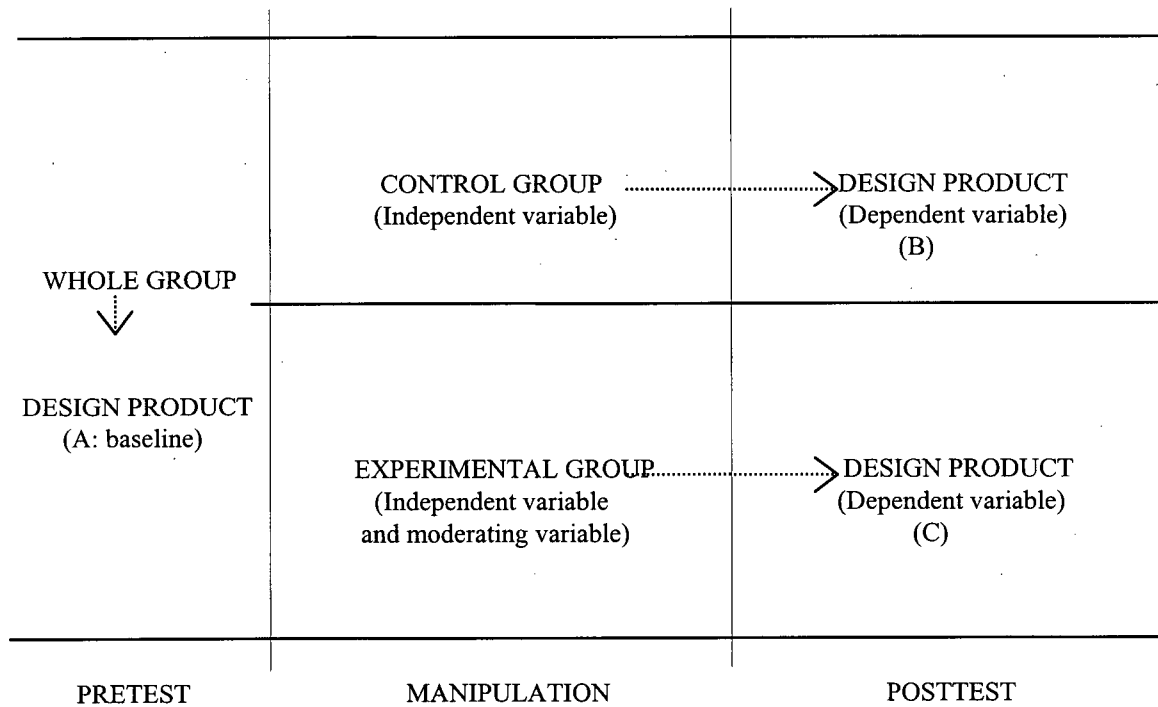 CONTROL GROUP
(Independent variable)
DESIGN PRODUCT
(Dependent variable)
(B)
WHOLE GROUP
DESIGN PRODUCT
(A: baseline)
EXPERIMENTAL GROUP
(Independent variable
and moderating variable)
DESIGN PRODUCT
(Dependent variable)
(C)
PRETEST
MANIPULATION
POSTTEST